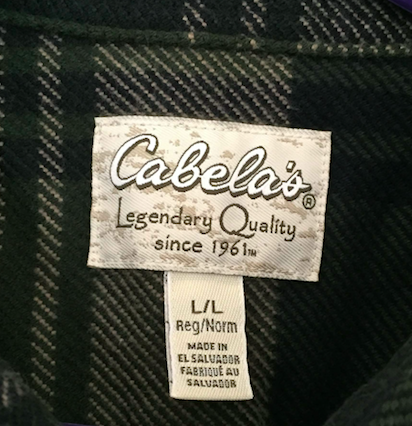 Cabela's®
Legendary Quality
since 1961™
L/L
Reg/Norm
MADE IN
EL SALVADOR
FABRIQUÉ AU
SALVADOR